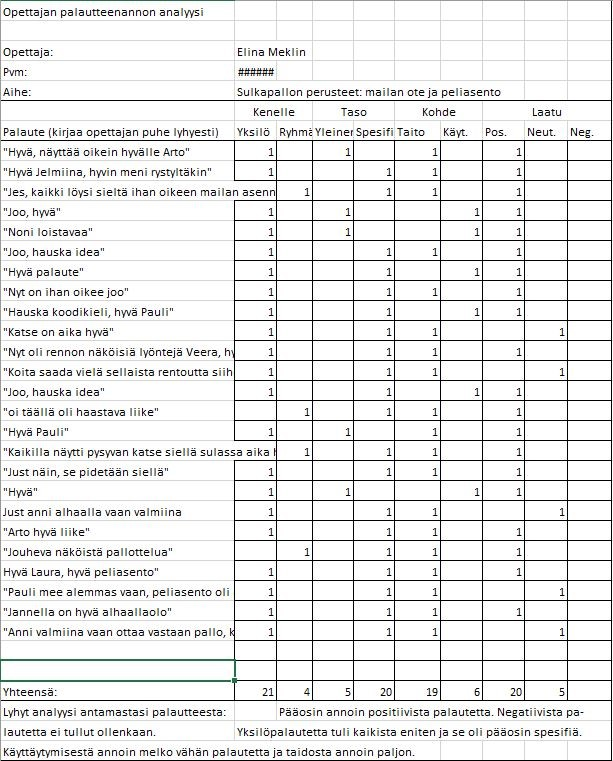 Opettajan palautteenannon analyysi
Opettaja: Elina Meklin
Pvm: ######
Aihe: Sulkapallon perusteet: mailan ote ja peliasento
Kenelle Taso Kohde Laatu
Palaute (kirjaa opettajan puhe lyhyesti) Yksilö Ryhmä Yleinen Spesifi Taito Käyt. Pos. Neut. Neg.
"Hyvä, näyttää oikein hyvälle Arto" 1 1 1 1
"Hyvä Jelmiina, hyvin meni rystyltäkin" 1 1 1 1
"Jes, kaikki löysi sieltä ihan oikeen mailan asenn 1 1 1 1
"Joo, hyvä" 1 1 1 1
"Noni loistavaa" 1 1 1 1
"Joo, hauska idea" 1 1 1 1
"Hyvä palaute" 1 1 1 1
"Nyt on ihan oikee joo" 1 1 1 1
"Hauska koodikieli, hyvä Pauli" 1 1 1 1
"Katse on aika hyvä" 1 1 1 1
"Nyt oli rennon näköisiä lyöntejä Veera, hy 1 1 1 1
"Koita saada vielä sellaista rentoutta siih 1 1 1 1
"Joo, hauska idea" 1 1 1 1
"oi täällä oli haastava liike" 1 1 1 1
"Hyvä Pauli" 1 1 1 1
"Kaikilla näytti pysyvan katse siellä sulassa aika h 1 1 1 1
"Just näin, se pidetään siellä" 1 1 1 1
"Hyvä" 1 1 1 1
Just anni alhaalla vaan valmiina 1 1 1 1
"Arto hyvä liike" 1 1 1 1
"Jouheva näköistä pallottelua" 1 1 1 1
Hyvä Laura, hyvä peliasento" 1 1 1 1
"Pauli mee alemmas vaan, peliasento oli 1 1 1 1
"Jannella on hyvä alhaallaolo" 1 1 1 1
"Anni valmiina vaan ottaa vastaan pallo, k 1 1 1 1
Yhteensä: 21 4 5 20 19 6 20 5
Lyhyt analyysi antamastasi palautteesta: Pääosin annoin positiivista palautetta. Negatiivista pa-
lautetta ei tullut ollenkaan. Yksilöpalautetta tuli kaikista eniten ja se oli pääosin spesifiä.
Käyttäytymisestä annoin melko vähän palautetta ja taidosta annoin paljon.